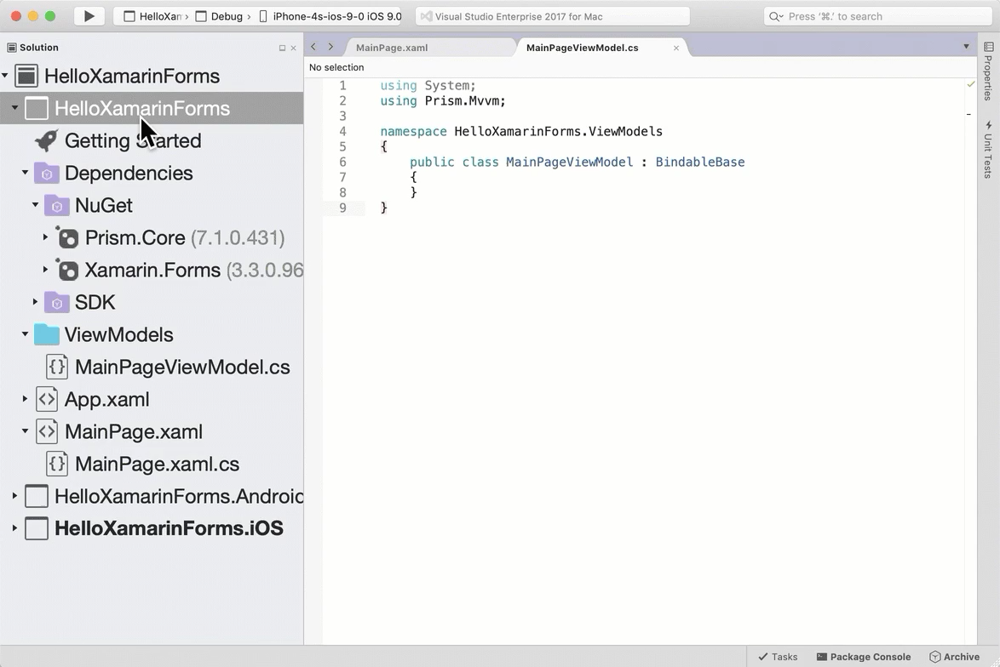 HelloXar › Debug › iPhone-4s-ios-9-0 iOS 9.0
Visual Studio Enterprise 2017 for Mac
Press '⌘.' to search
Solution
HelloXamarinForms
HelloXamarinForms
Getting Started
Dependencies
NuGet
Prism.Core (7.1.0.431)
Xamarin.Forms (3.3.0.96
SDK
ViewModels
MainPageViewModel.cs
App.xaml
MainPage.xaml
MainPage.xaml.cs
HelloXamarinForms.Android
HelloXamarinForms.iOS
MainPage.xaml
MainPageViewModel.cs
No selection
1 using System;
2 using Prism.Mvvm;
3
4 namespace HelloXamarinForms.ViewModels
5 {
6 public class MainPageViewModel : BindableBase
7 {
8 }
9 }
Properties
Unit Tests
Tasks
Package Console
Archive